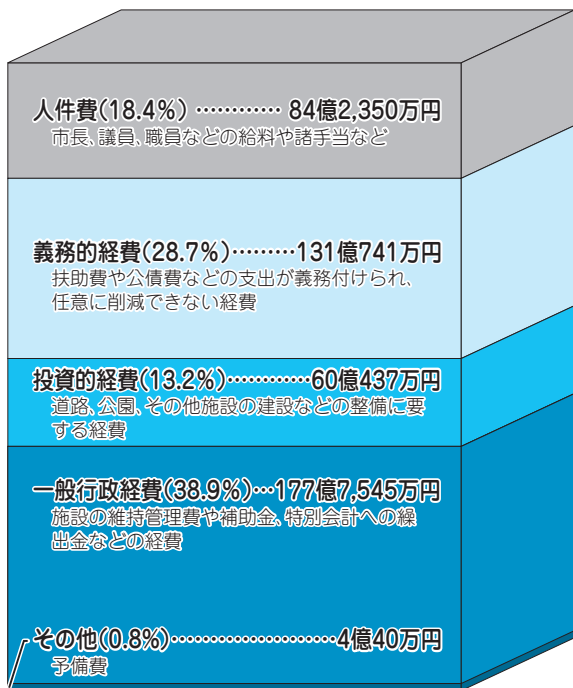 人件費(18.4%) ………… 84億2,350万円
市長、議員、職員などの給料や諸手当など
義務的経費(28.7%)………131億741万円
扶助費や公債費などの支出が義務付けられ、
任意に削減できない経費
投資的経費(13.2%)…………60億437万円
道路、公園、その他施設の建設などの整備に要
する経費
一般行政経費(38.9%)…177億7,545万円
施設の維持管理費や補助金、特別会計への繰
出金などの経費
その他(0.8%)…………………4億40万円
予備費